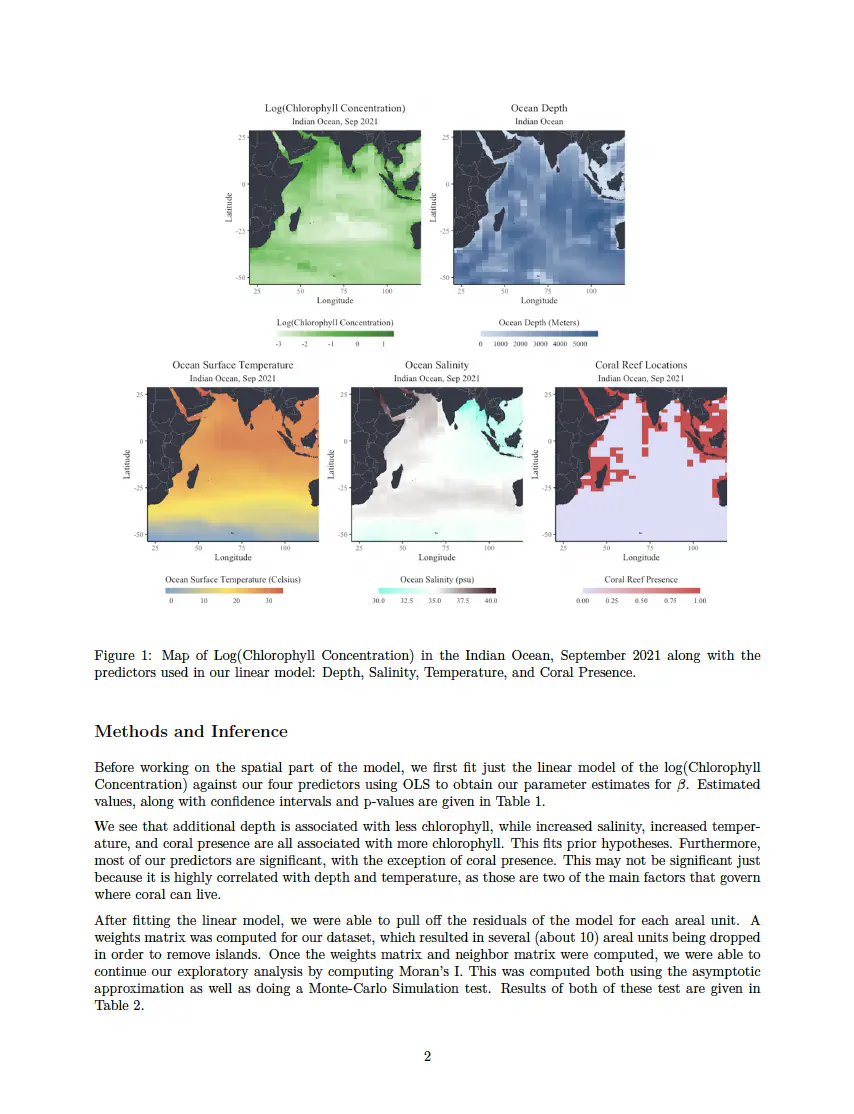 Log(Chlorophyll Concentration)
Indian Ocean, Sep 2021
25
0
-25
-50
Latitude
25
50
75
100
Longitude
Log(Chlorophyll Concentration)
-3
-2
-1
0
1
Ocean Depth
Indian Ocean
25
0
-25
-50
Latitude
25
50
75
100
Longitude
Ocean Depth (Meters)
0
1000
2000
3000
4000
5000
Ocean Surface Temperature
Indian Ocean, Sep 2021
25
0
-25
-50
Latitude
25
50
75
100
Longitude
Ocean Surface Temperature (Celsius)
0
10
20
30
Ocean Salinity
Indian Ocean, Sep 2021
25
0
-25
-50
Latitude
25
50
75
100
Longitude
Ocean Salinity (psu)
30.0
32.5
35.0
37.5
40.0
Coral Reef Locations
Indian Ocean, Sep 2021
25
0
-25
-50
Latitude
25
50
75
100
Longitude
Coral Reef Presence
0.00
0.25
0.50
0.75
1.00
Figure 1: Map of Log(Chlorophyll Concentration) in the Indian Ocean, September 2021 along with the
predictors used in our linear model: Depth, Salinity, Temperature, and Coral Presence.
Methods and Inference
Before working on the spatial part of the model, we first fit just the linear model of the log(Chlorophyll
Concentration) against our four predictors using OLS to obtain our parameter estimates for β. Estimated
values, along with confidence intervals and p-values are given in Table 1.
We see that additional depth is associated with less chlorophyll, while increased salinity, increased temper-
ature, and coral presence are all associated with more chlorophyll. This fits prior hypotheses. Furthermore,
most of our predictors are significant, with the exception of coral presence. This may not be significant just
because it is highly correlated with depth and temperature, as those are two of the main factors that govern
where coral can live.
After fitting the linear model, we were able to pull off the residuals of the model for each areal unit. A
weights matrix was computed for our dataset, which resulted in several (about 10) areal units being dropped
in order to remove islands. Once the weights matrix and neighbor matrix were computed, we were able to
continue our exploratory analysis by computing Moran's I. This was computed both using the asymptotic
approximation as well as doing a Monte-Carlo Simulation test. Results of both of these test are given in
Table 2.
2